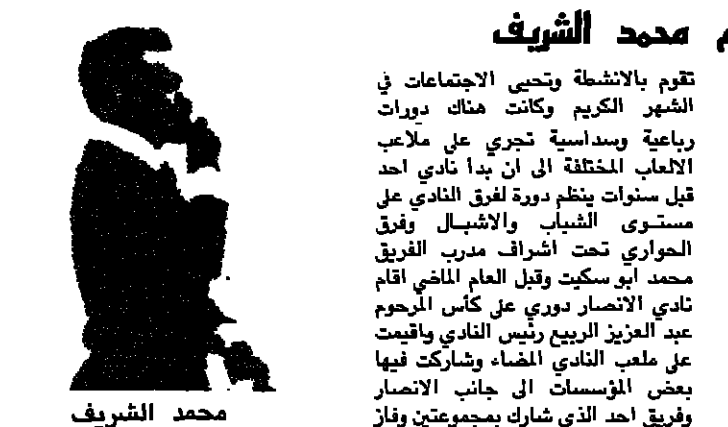 محمد الشريف
تقوم بالانشطة وتحيى الاجتماعات في
الشهر الكريم وكانت هناك دورات
رباعية وسداسية تجري على ملاعب
الالعاب المختلفة الى ان بدأ نادي احد
قبل سنوات ينظم دورة لفرق النادي على
مستوى الشباب والاشبال وفرق
الحواري تحت اشراف مدرب الفريق
محمد ابو سكيت وقبل العام الماضي اقام
نادي الانصار دوري على كأس المرحوم
عبد العزيز الربيع رئيس النادي واقيمت
على ملعب النادي المضاء وشاركت فيها
بعض المؤسسات الى جانب الانصار
وفريق احد الذي شارك بمجموعتين وفاز
محمد الشريف